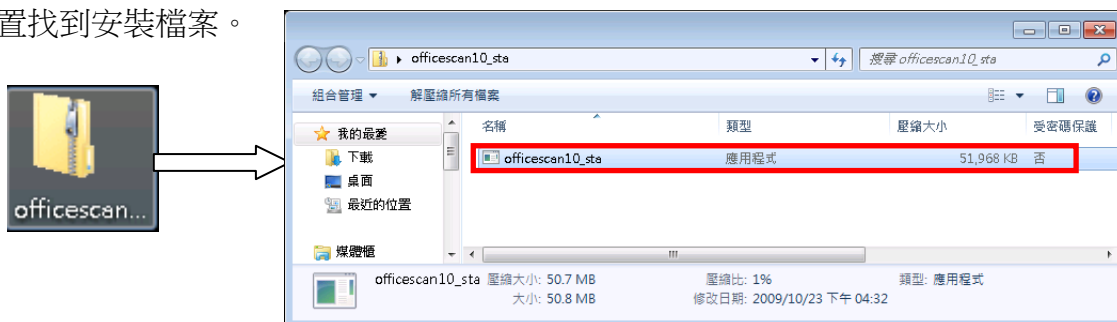 置找到安裝檔案。
officescan...
officescan10_sta
搜尋 officescan10_sta
組合管理
解壓縮所有檔案
我的最愛
下載
桌面
最近的位置
媒體櫃
名稱 類型 壓縮大小 受密碼保護
officescan10_sta 應用程式 51,968 KB 否
officescan10_sta 壓縮大小: 50.7 MB 壓縮比: 1% 類型: 應用程式
大小: 50.8 MB 修改日期: 2009/10/23 下午 04:32